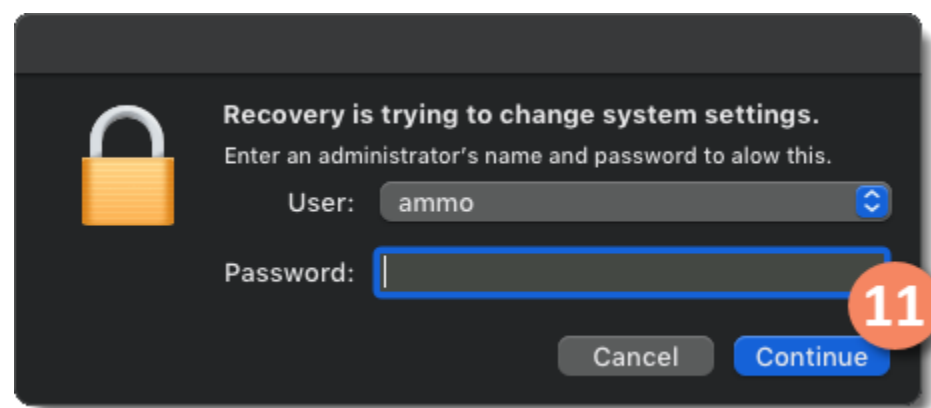 Recovery is trying to change system settings.
Enter an administrator's name and password to alow this.
User: ammo
Password:
11
Cancel Continue